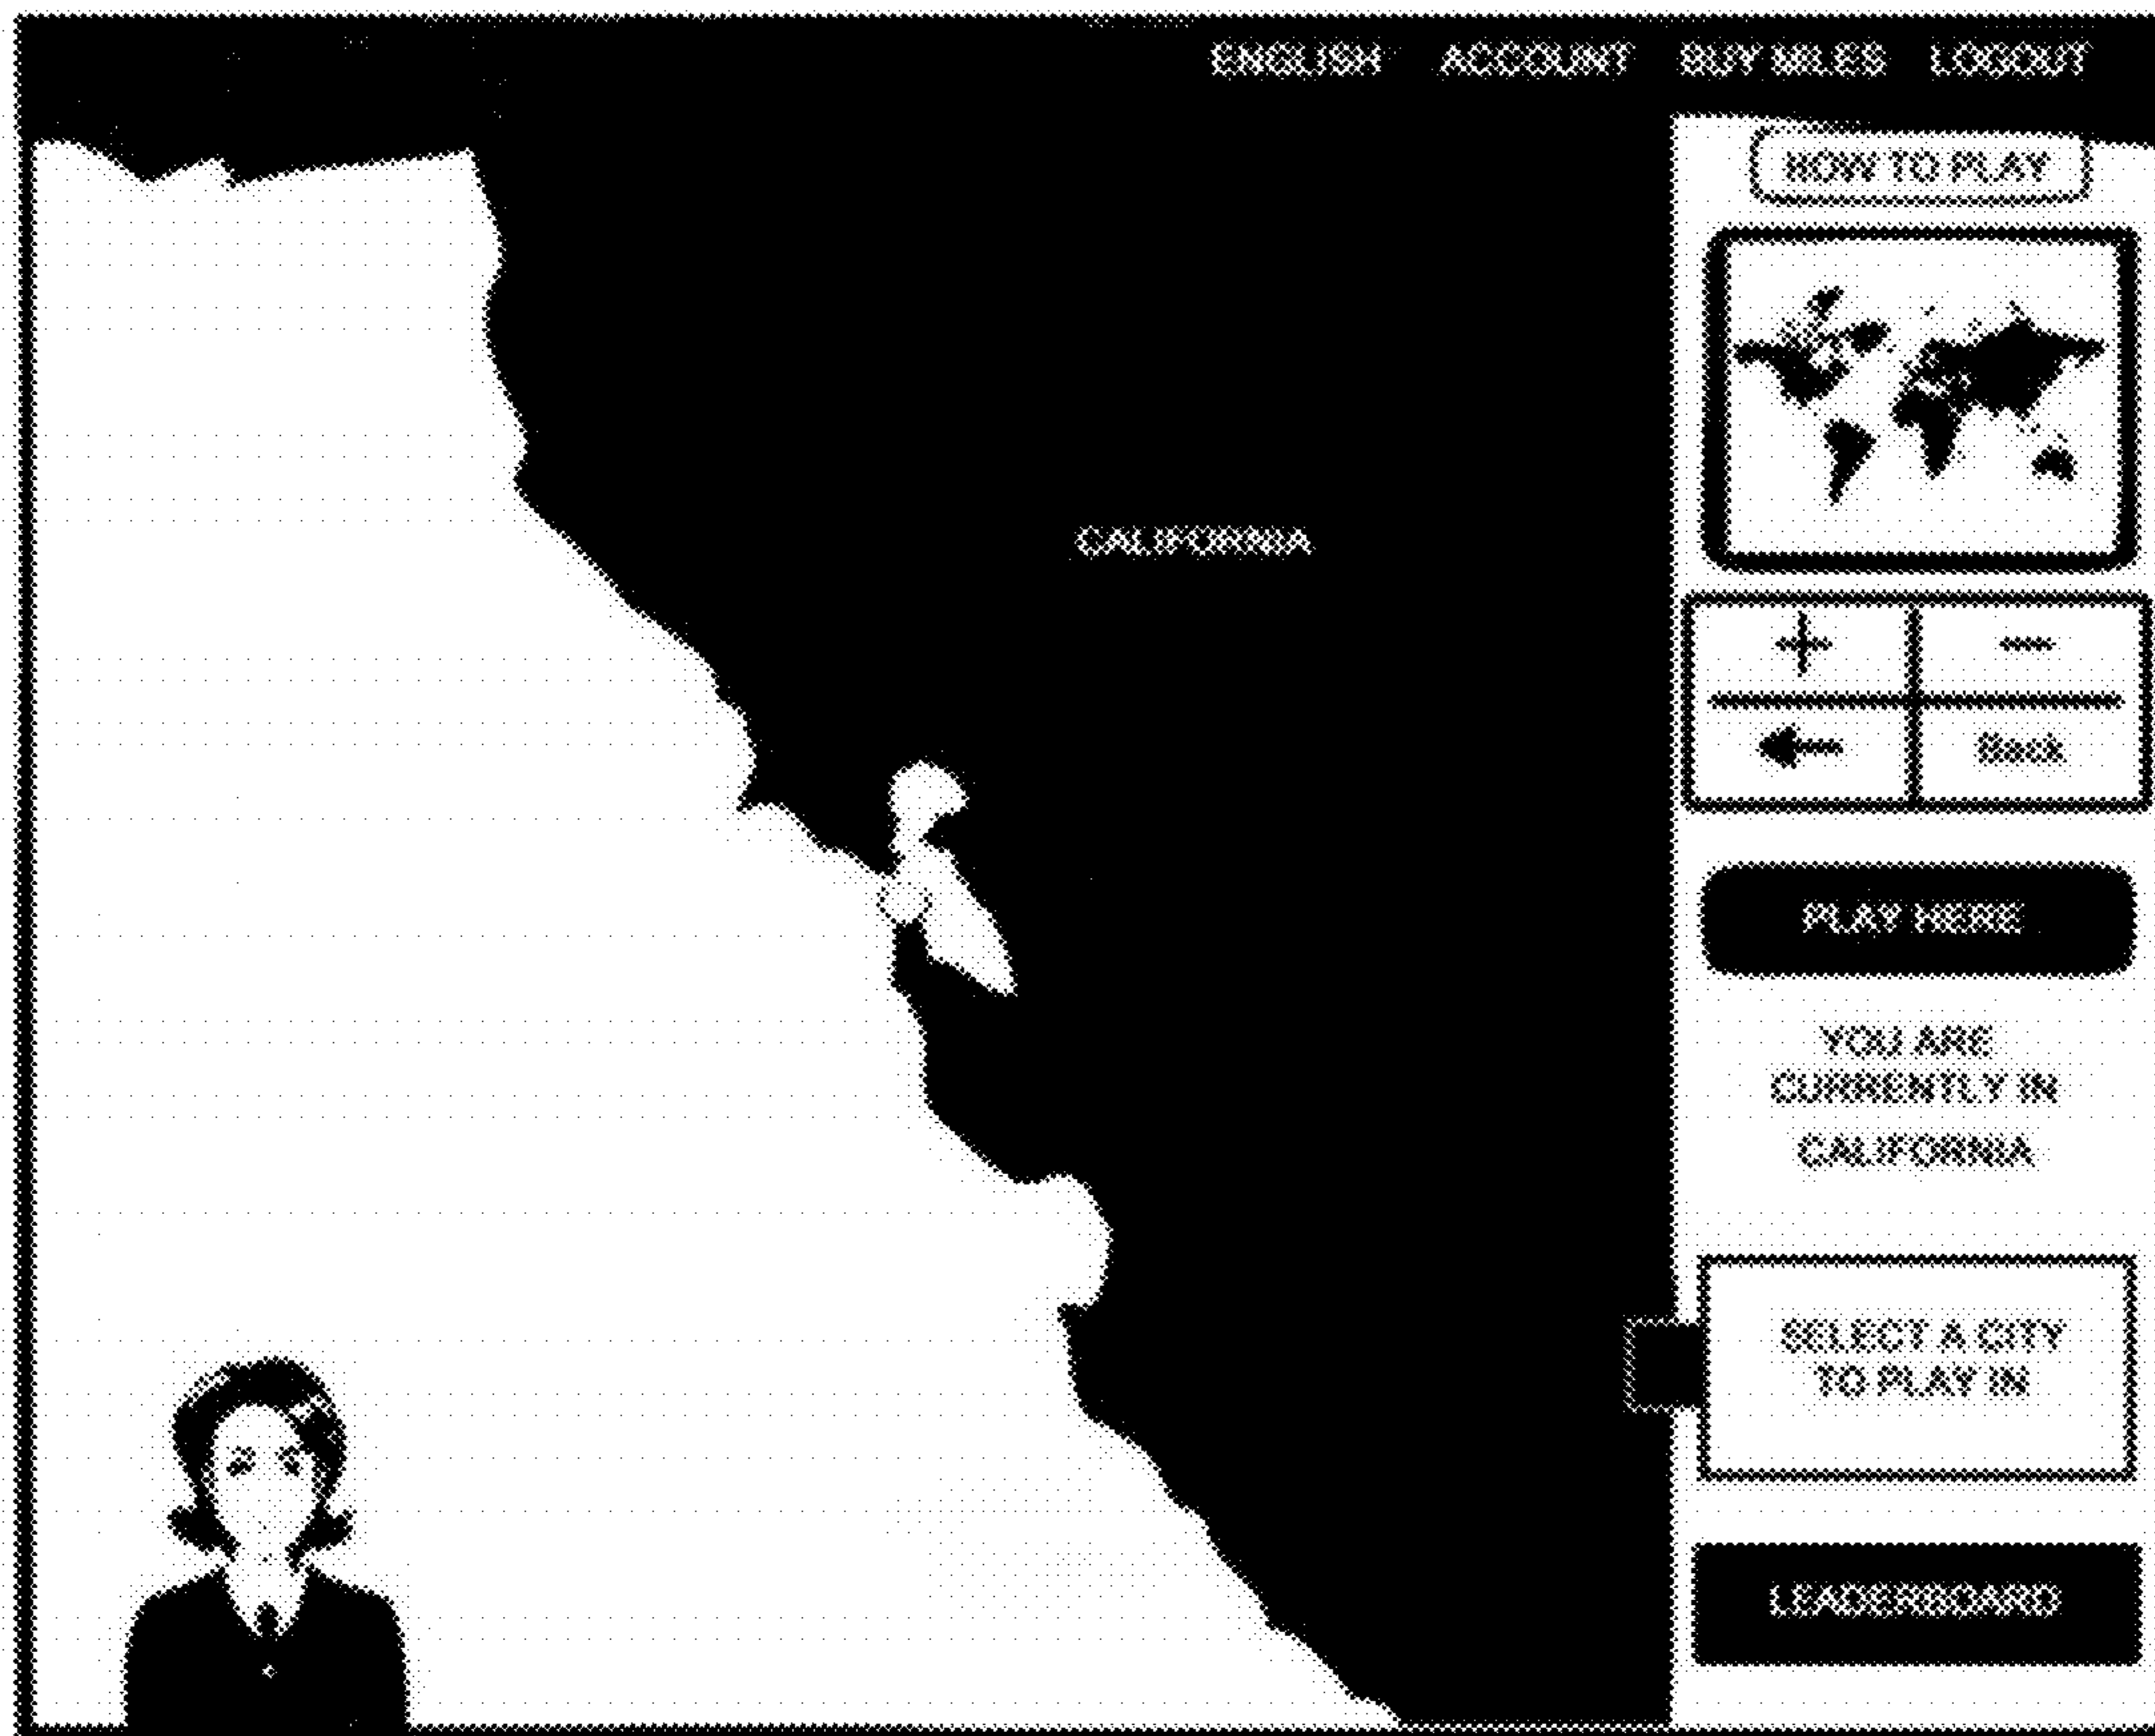 ENGLISH ACCOUNT BUY MILES LOGOUT
HOW TO PLAY
CALIFORNIA
+ -
Back
PLAY HERE
YOU ARE
CURRENTLY IN
CALIFORNIA
SELECT A CITY
TO PLAY IN
LEADERBOARD